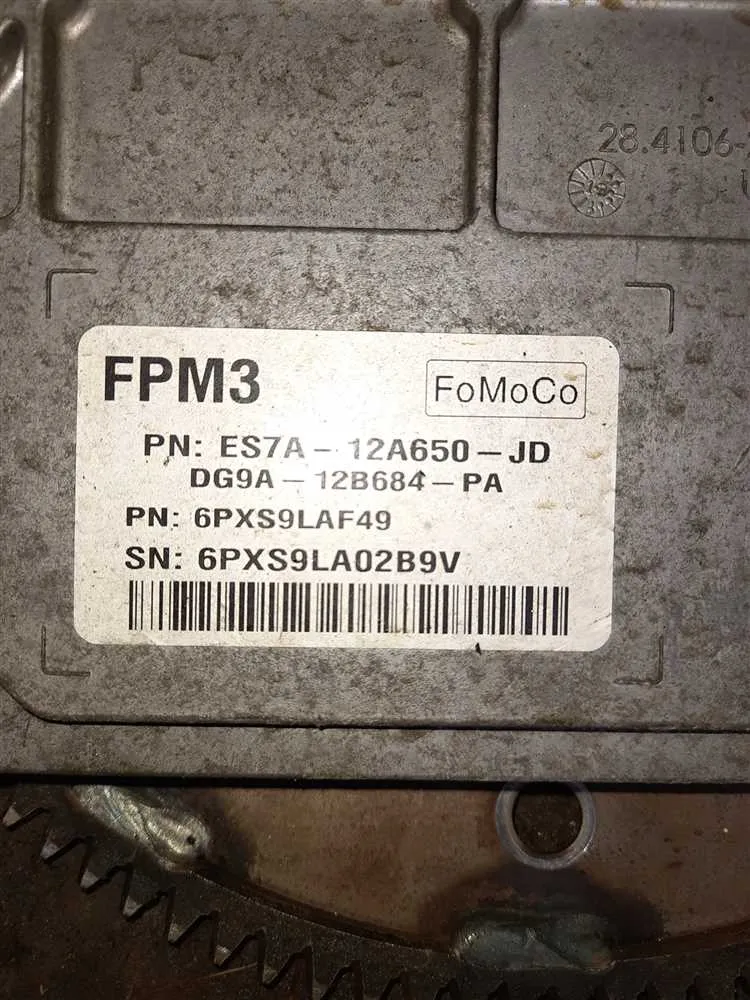 28.4106-
FPM3
FoMoCo
PN: ES7A-12A650-JD
DG9A-12B684-PA
PN: 6PXS9LAF49
SN: 6PXS9LA02B9V